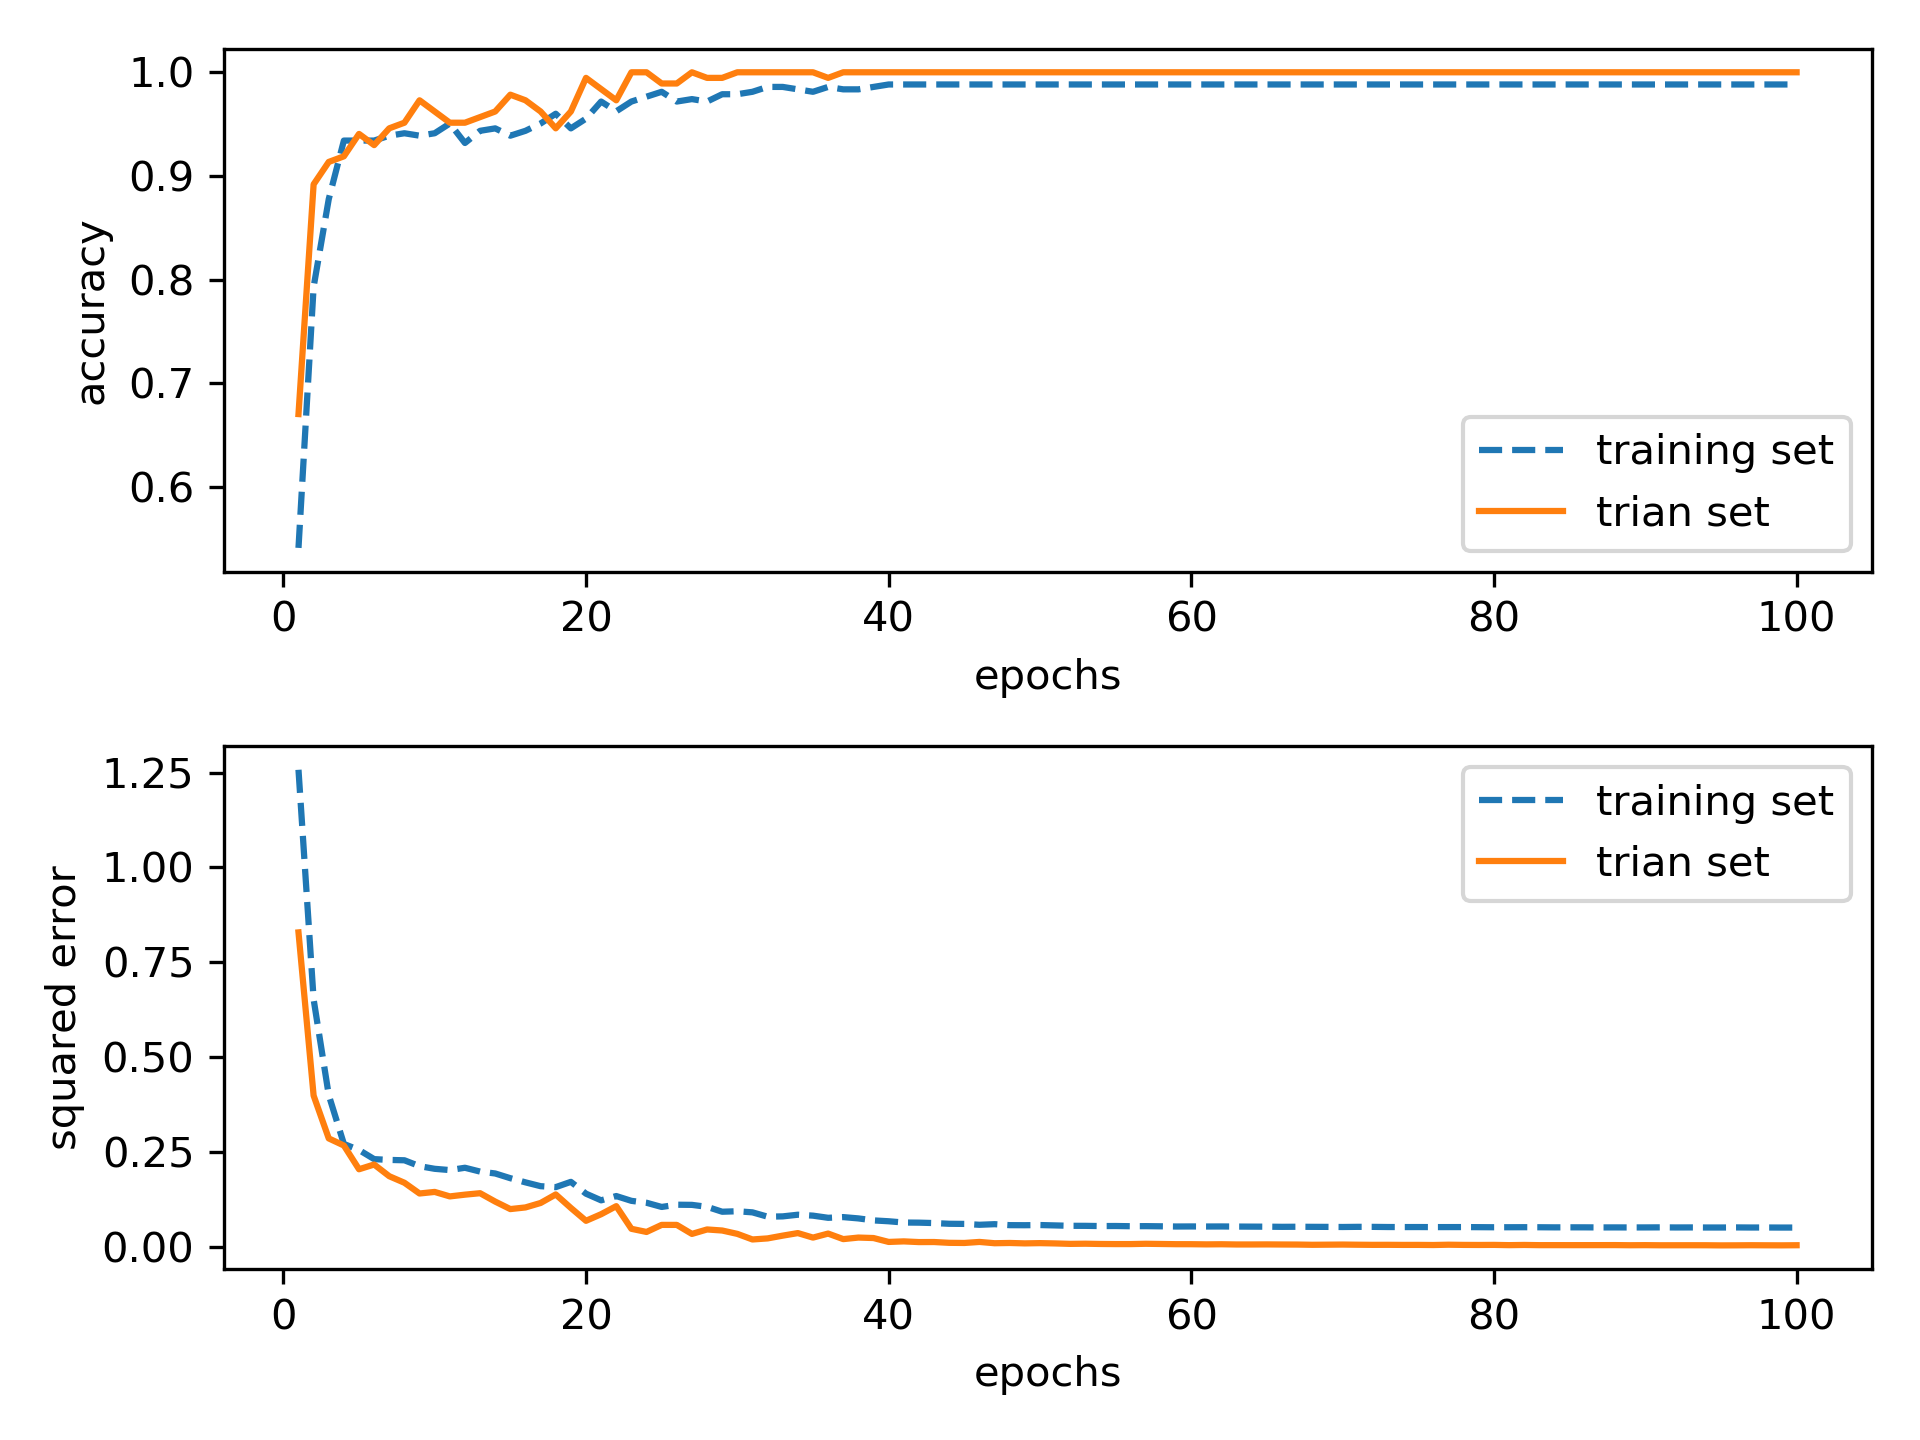 1.0
0.9
0.8
0.7
0.6
accuracy
training set
trian set
0 20 40 60 80 100
epochs
1.25
1.00
0.75
0.50
0.25
0.00
squared error
training set
trian set
0 20 40 60 80 100
epochs